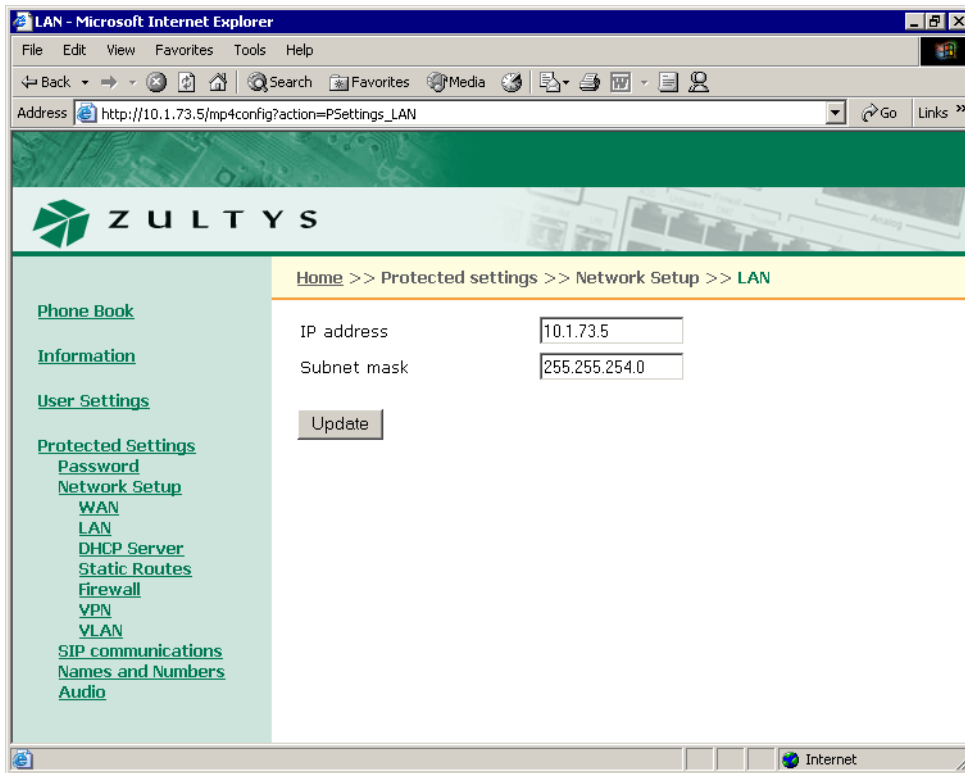 LAN - Microsoft Internet Explorer
File Edit View Favorites Tools Help
Back Search Favorites Media
Address http://10.1.73.5/mp4config?action=PSettings_LAN Go Links »
ZULTYS
Analog
Home >> Protected settings >> Network Setup >> LAN
Phone Book
Information
User Settings
Protected Settings
Password
Network Setup
WAN
LAN
DHCP Server
Static Routes
Firewall
VPN
VLAN
SIP communications
Names and Numbers
Audio
IP address 10.1.73.5
Subnet mask 255.255.254.0
Update
Internet